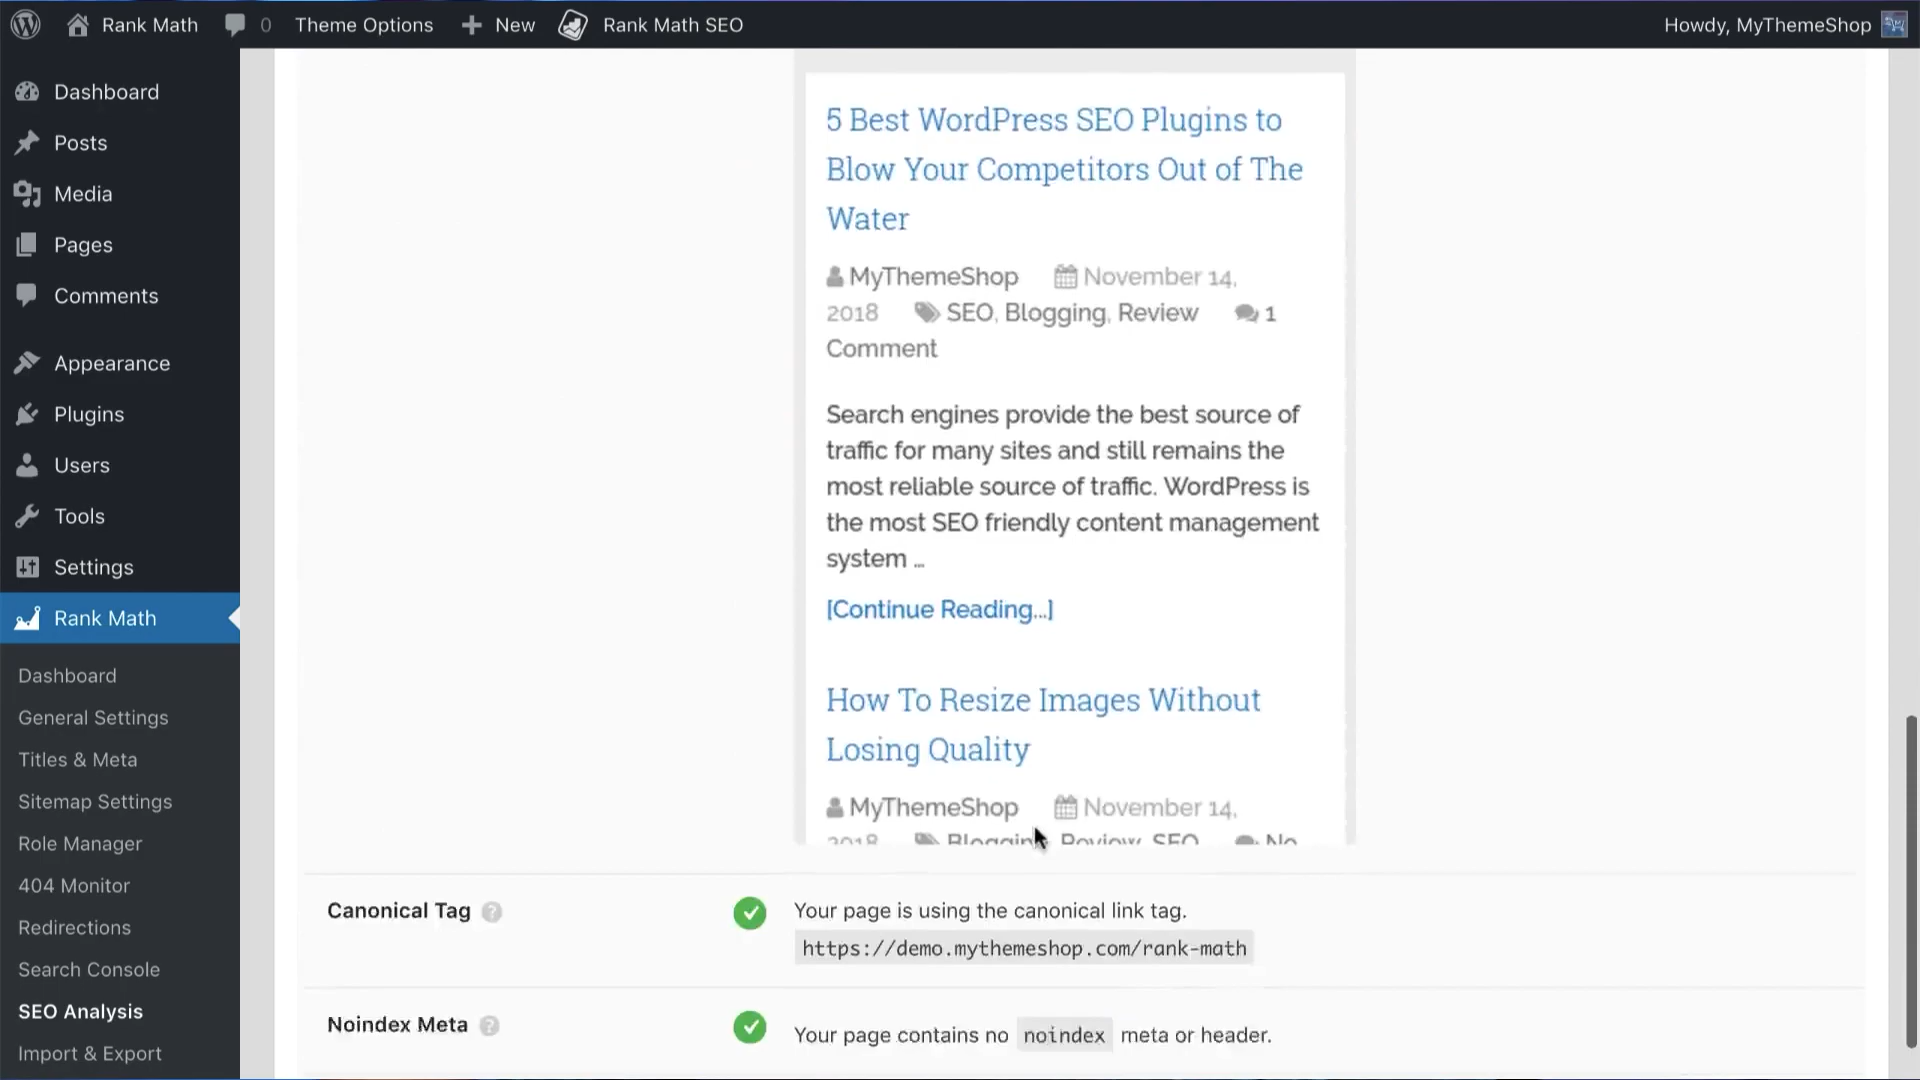 Rank Math 0 Theme Options New Rank Math SEO Howdy, MyThemeShop
Dashboard
Posts
Media
Pages
Comments
Appearance
Plugins
Users
Tools
Settings
Rank Math
Dashboard
General Settings
Titles & Meta
Sitemap Settings
Role Manager
404 Monitor
Redirections
Search Console
SEO Analysis
Import & Export
5 Best WordPress SEO Plugins to
Blow Your Competitors Out of The
Water
MyThemeShop November 14,
2018 SEO, Blogging, Review 1
Comment
Search engines provide the best source of
traffic for many sites and still remains the
most reliable source of traffic. WordPress is
the most SEO friendly content management
system ...
[Continue Reading...]
How To Resize Images Without
Losing Quality
MyThemeShop November 14,
2018 Blogging, Review, SEO No
Canonical Tag ? Your page is using the canonical link tag.
https://demo.mythemeshop.com/rank-math
Noindex Meta ? Your page contains no noindex meta or header.